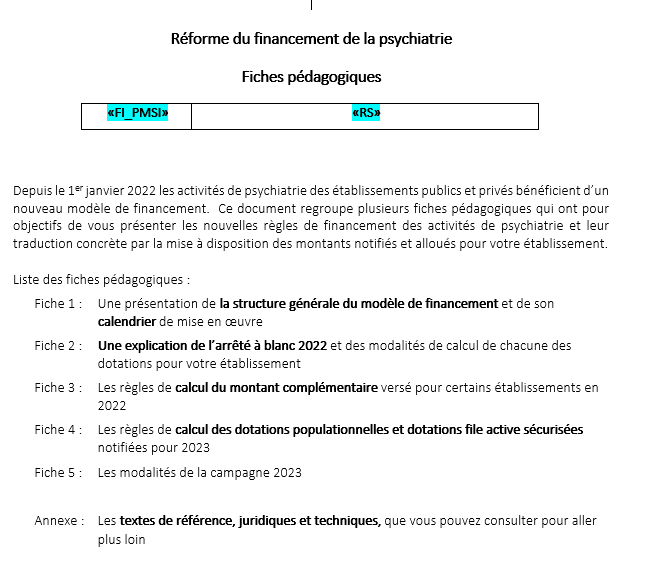 Réforme du financement de la psychiatrie
Fiches pédagogiques
«FI_PMSI» «RS»
Depuis le 1er janvier 2022 les activités de psychiatrie des établissements publics et privés bénéficient d’un
nouveau modèle de financement. Ce document regroupe plusieurs fiches pédagogiques qui ont pour
objectifs de vous présenter les nouvelles règles de financement des activités de psychiatrie et leur
traduction concrète par la mise à disposition des montants notifiés et alloués pour votre établissement.
Liste des fiches pédagogiques :
Fiche 1 : Une présentation de la structure générale du modèle de financement et de son
calendrier de mise en œuvre
Fiche 2 : Une explication de l’arrêté à blanc 2022 et des modalités de calcul de chacune des
dotations pour votre établissement
Fiche 3 : Les règles de calcul du montant complémentaire versé pour certains établissements en
2022
Fiche 4 : Les règles de calcul des dotations populationnelles et dotations file active sécurisées
notifiées pour 2023
Fiche 5 : Les modalités de la campagne 2023
Annexe : Les textes de référence, juridiques et techniques, que vous pouvez consulter pour aller
plus loin